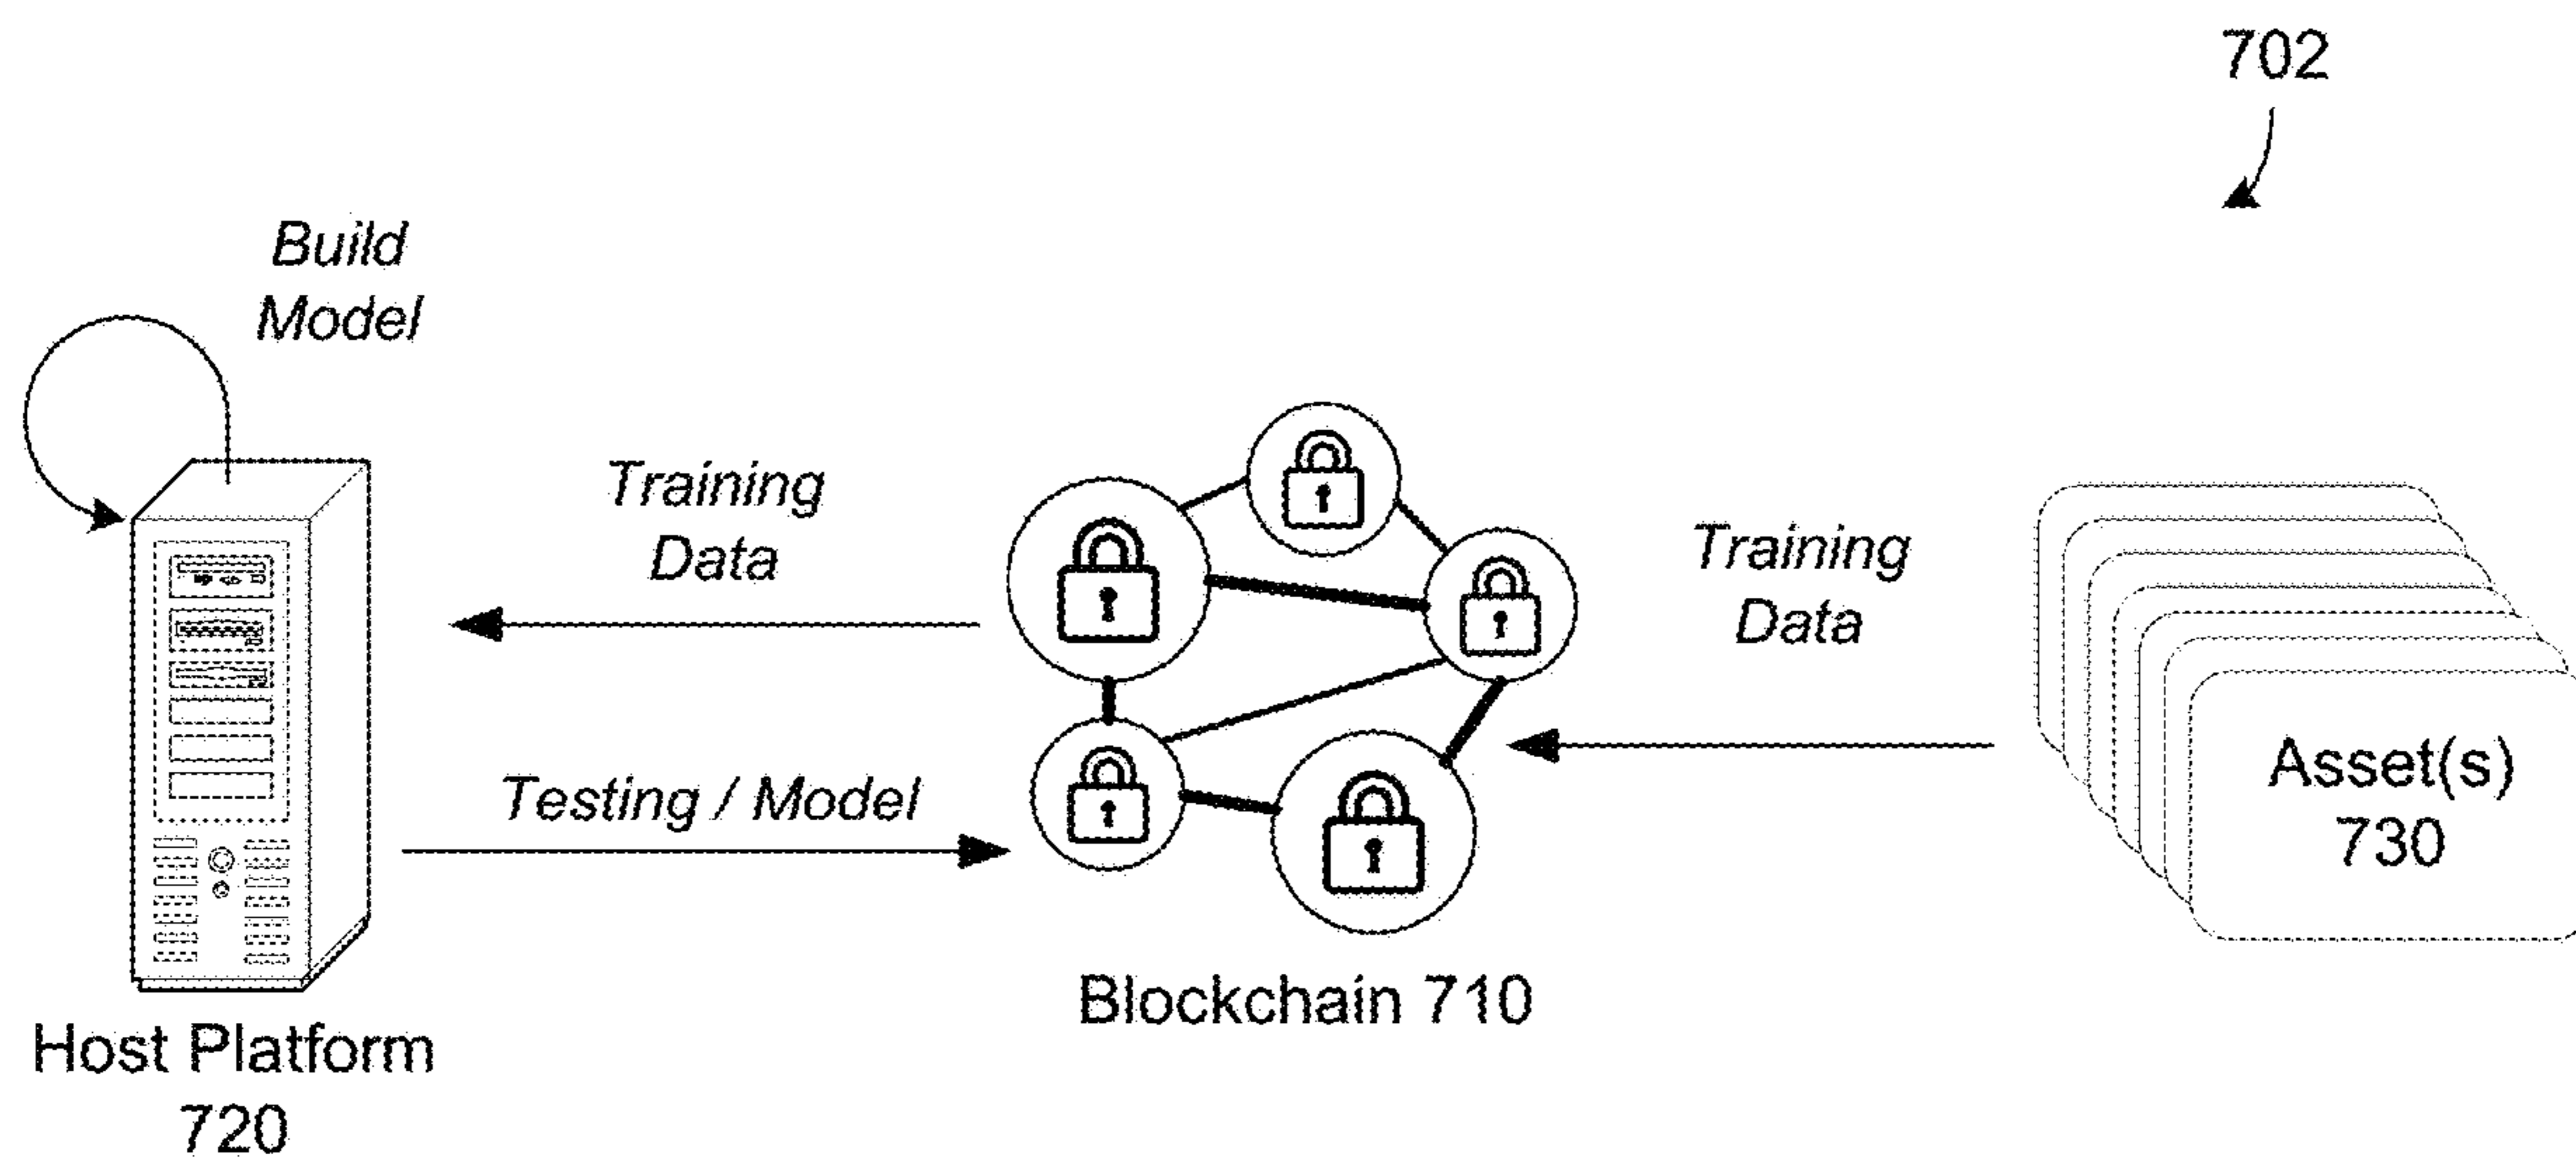 702
Build
Model
Training
Data
Training
Data
Testing / Model
Asset(s)
730
Blockchain 710
Host Platform
720